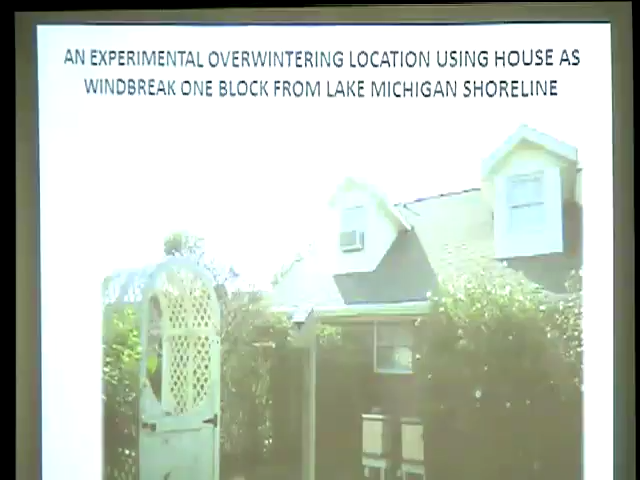 AN EXPERIMENTAL OVERWINTERING LOCATION USING HOUSE AS
WINDBREAK ONE BLOCK FROM LAKE MICHIGAN SHORELINE